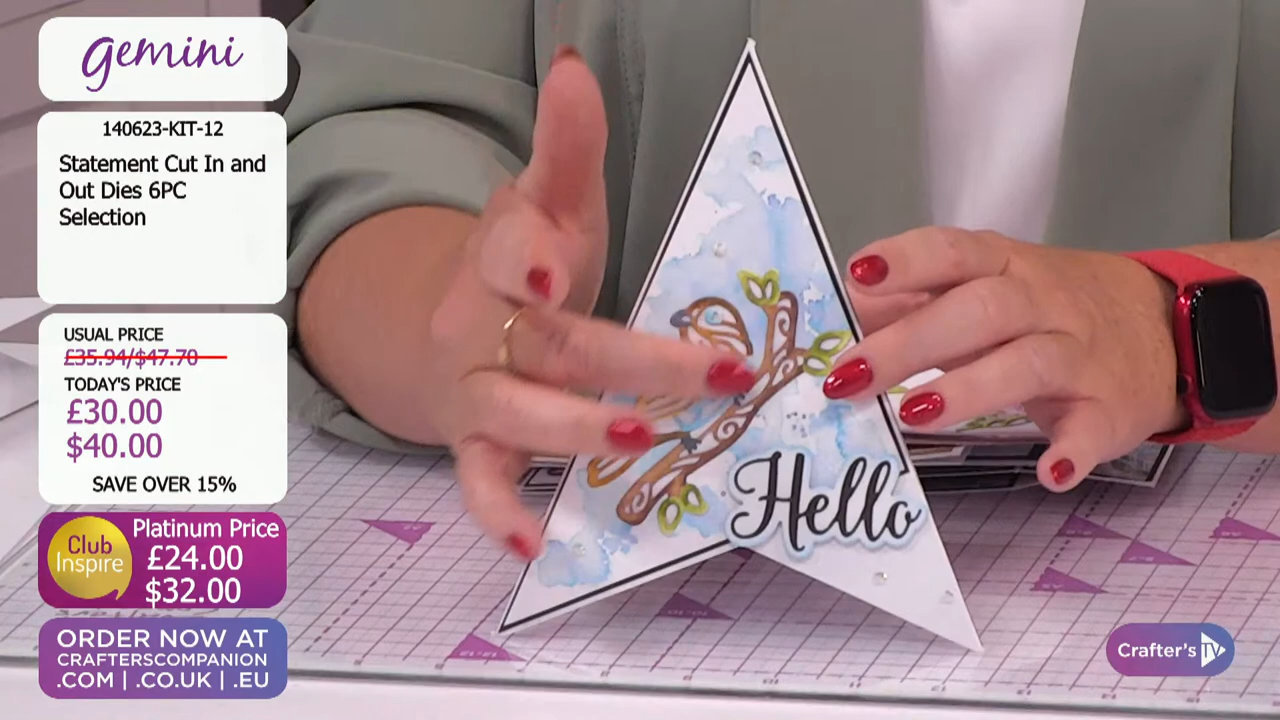 gemini
140623-KIT-12
Statement Cut In and
Out Dies 6PC
Selection
USUAL PRICE
£35.94/$47.70
TODAY'S PRICE
£30.00
$40.00
SAVE OVER 15%
Club
Inspire
Platinum Price
£24.00
$32.00
ORDER NOW AT
CRAFTERSCOMPANION
.COM | .CO.UK | .EU
Hello
Crafter's TV